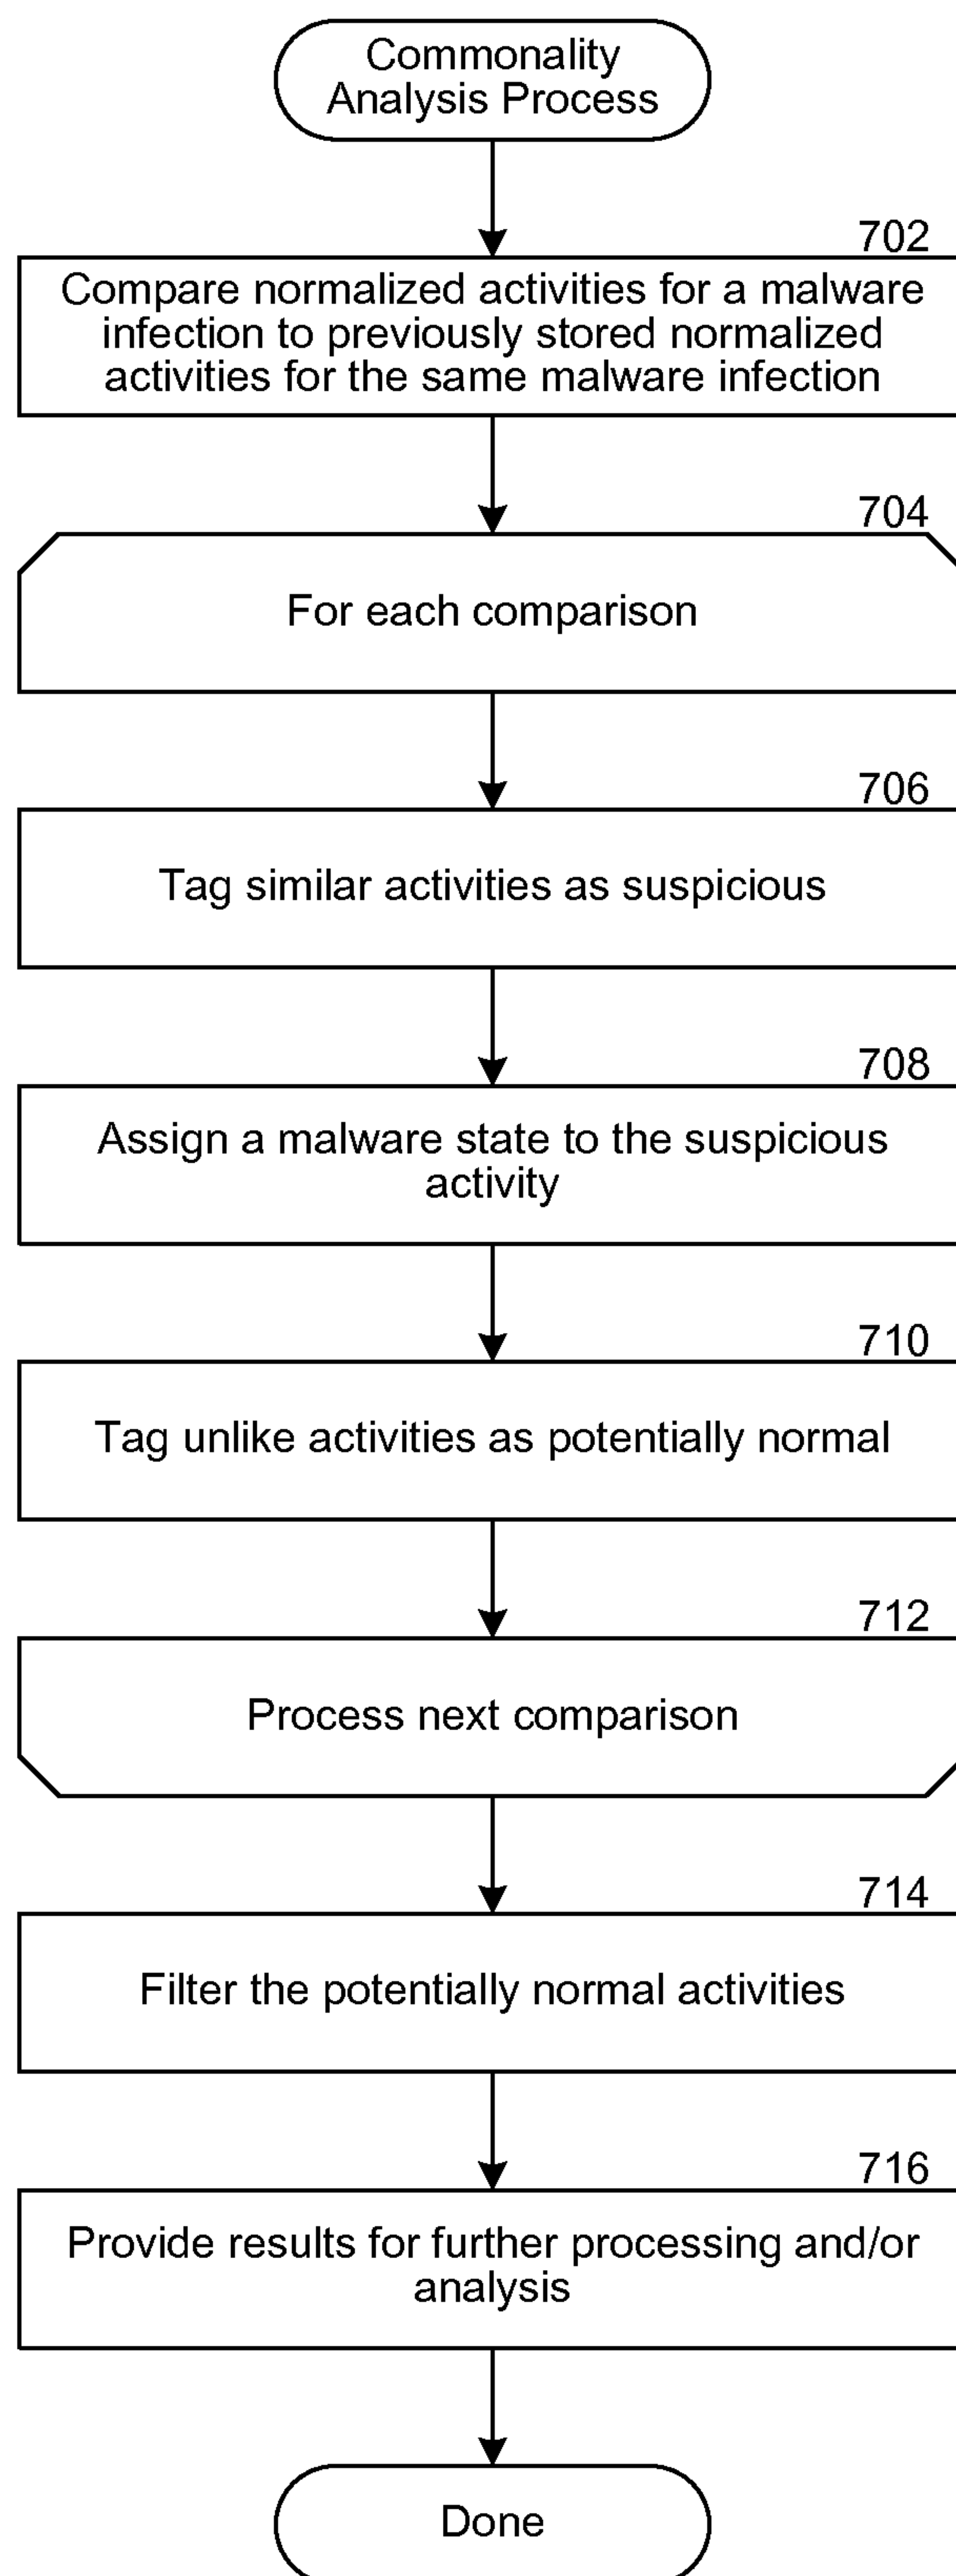 Commonality
Analysis Process
702
Compare normalized activities for a malware
infection to previously stored normalized
activities for the same malware infection
704
For each comparison
706
Tag similar activities as suspicious
708
Assign a malware state to the suspicious
activity
710
Tag unlike activities as potentially normal
712
Process next comparison
714
Filter the potentially normal activities
716
Provide results for further processing and/or
analysis
Done